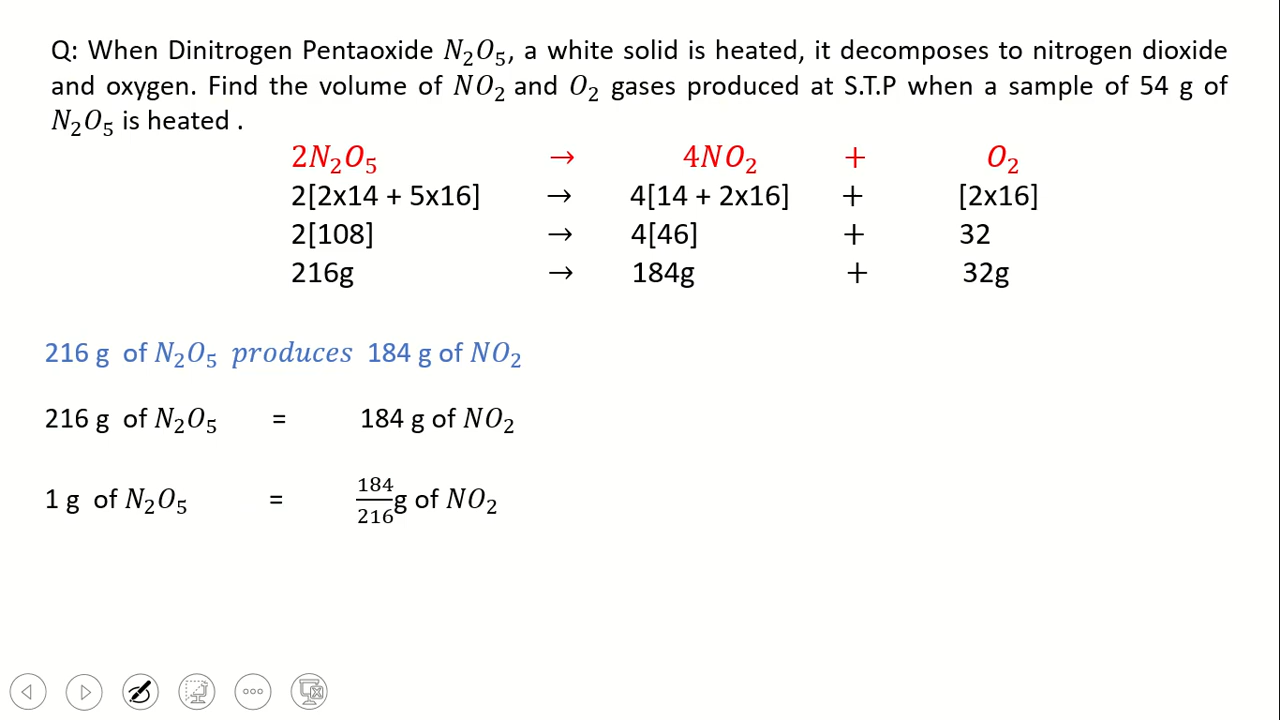 Q: When Dinitrogen Pentaoxide N₂O₅, a white solid is heated, it decomposes to nitrogen dioxide
and oxygen. Find the volume of NO₂ and O₂ gases produced at S.T.P when a sample of 54 g of
N₂O₅ is heated .
2N₂O₅ → 4NO₂ + O₂
2[2x14 + 5x16] → 4[14 + 2x16] + [2x16]
2[108] → 4[46] + 32
216g → 184g + 32g
216 g of N₂O₅ produces 184 g of NO₂
216 g of N₂O₅ = 184 g of NO₂
1 g of N₂O₅ = 184/216 g of NO₂